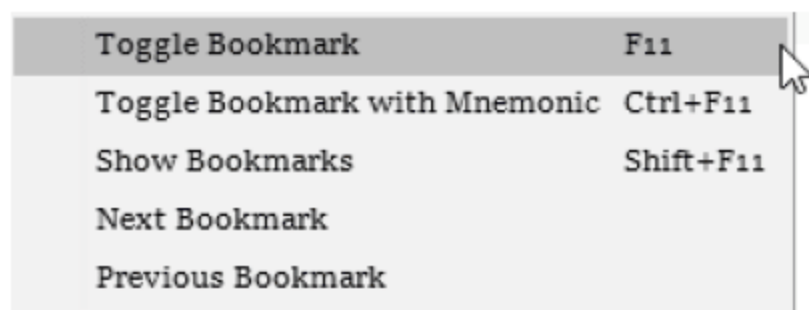 Toggle Bookmark F11
Toggle Bookmark with Mnemonic Ctrl+F11
Show Bookmarks Shift+F11
Next Bookmark
Previous Bookmark